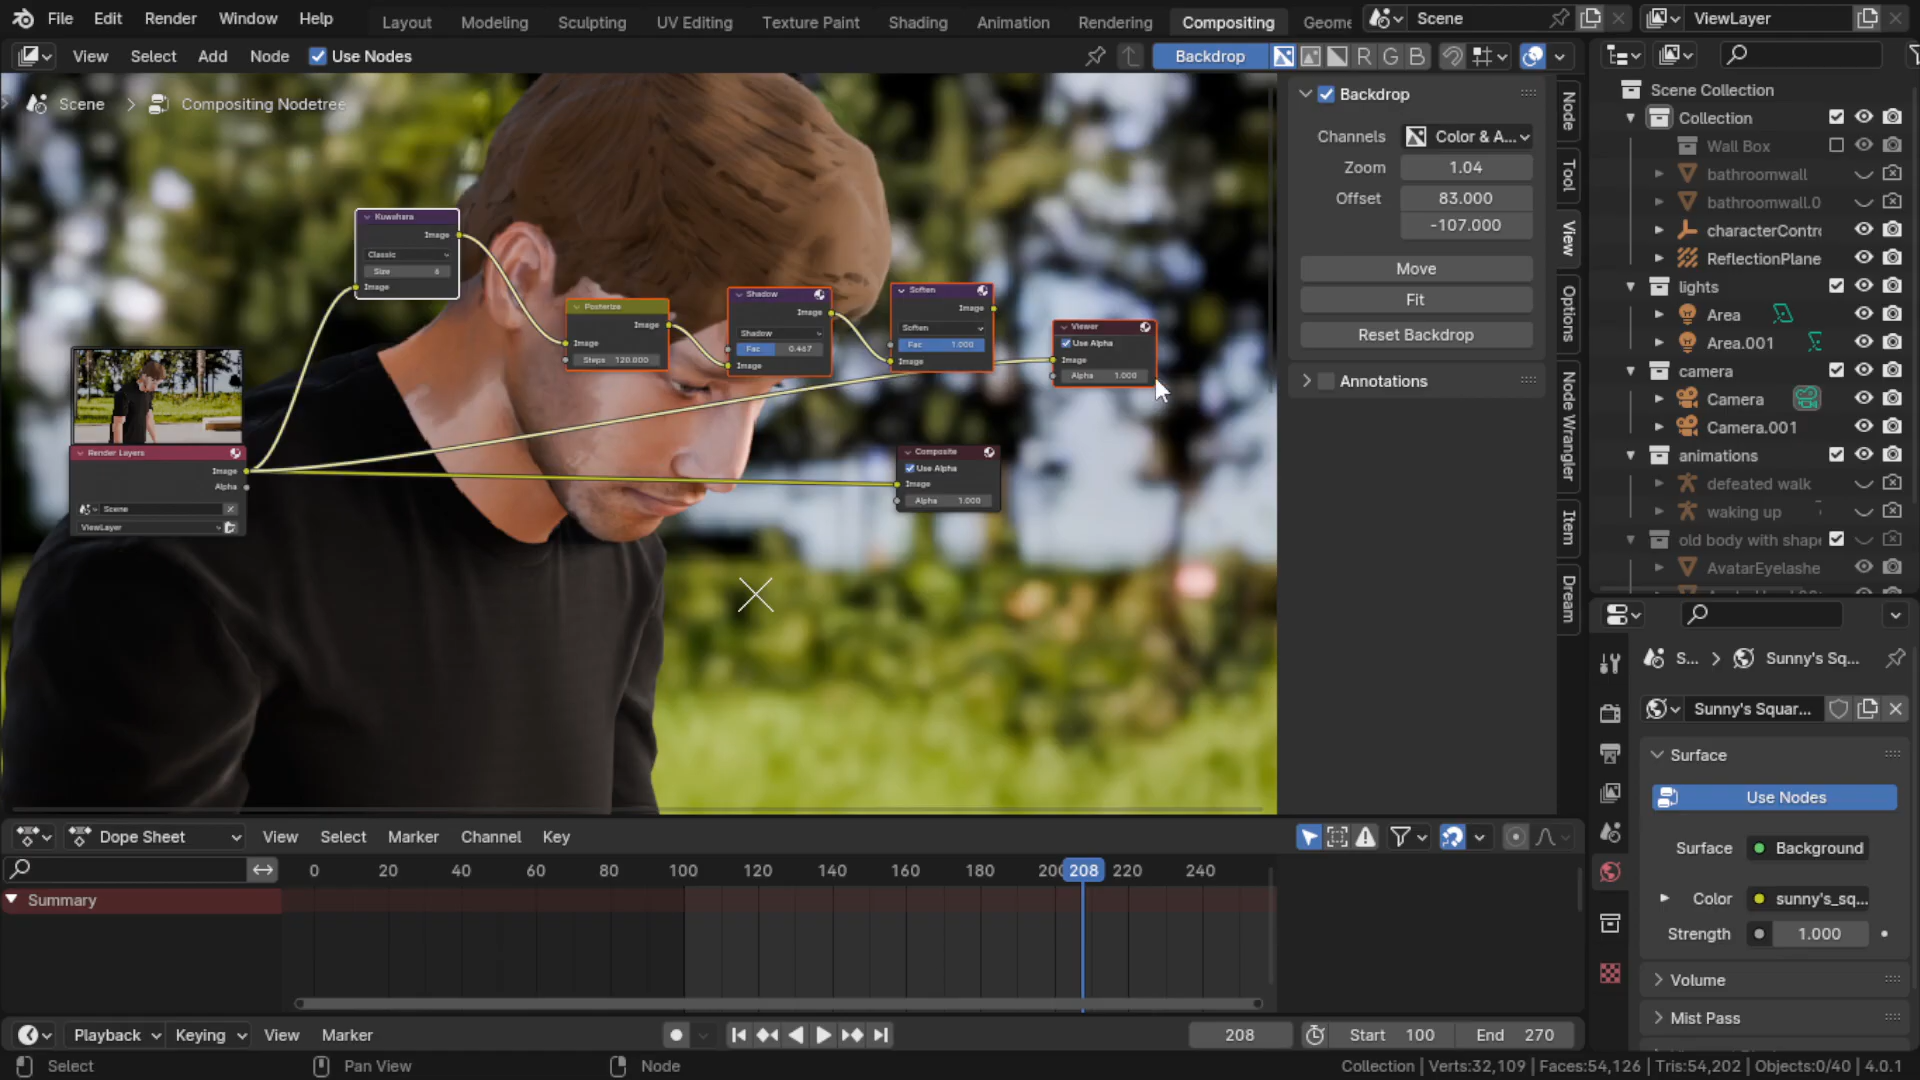 File Edit Render Window Help
Layout Modeling Sculpting UV Editing Texture Paint Shading Animation Rendering Compositing Geome
Scene
ViewLayer
View Select Add Node Use Nodes
Backdrop
R G B
Scene > Compositing Nodetree
Kuwahara
Image
Classic
Size 6
Image
Posterize
Image
Image
Steps 120.000
Shadow
Image
Shadow
Fac 0.467
Image
Soften
Image
Soften
Fac 1.000
Image
Viewer
Use Alpha
Image
Alpha 1.000
Render Layers
Image
Alpha
Scene
ViewLayer
Composite
Use Alpha
Image
Alpha 1.000
Backdrop
Channels Color & A...
Zoom 1.04
Offset 83.000
-107.000
Move
Fit
Reset Backdrop
Annotations
Node
Tool
View
Options
Node Wrangler
Item
Dream
Scene Collection
Collection
Wall Box
bathroomwall
bathroomwall.0
characterContr
ReflectionPlane
lights
Area
Area.001
camera
Camera
Camera.001
animations
defeated walk
waking up
old body with shap
AvatarEyelashe
S... > Sunny's Sq...
Sunny's Squar...
Surface
Use Nodes
Surface Background
Color sunny's_sq...
Strength 1.000
Volume
Mist Pass
Dope Sheet View Select Marker Channel Key
0 20 40 60 80 100 120 140 160 180 200 208 220 240
Summary
Playback Keying View Marker
208 Start 100 End 270
Select Pan View Node
Collection | Verts:32,109 | Faces:54,126 | Tris:54,202 | Objects:0/40 | 4.0.1